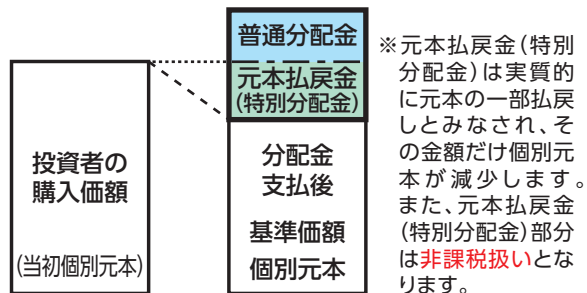 普通分配金
元本払戻金
(特別分配金)
投資者の
購入価額
(当初個別元本)
分配金
支払後
基準価額
個別元本
※元本払戻金(特別
分配金)は実質的
に元本の一部払戻
しとみなされ、そ
の金額だけ個別元
本が減少します。
また、元本払戻金
(特別分配金)部分
は非課税扱いとな
ります。